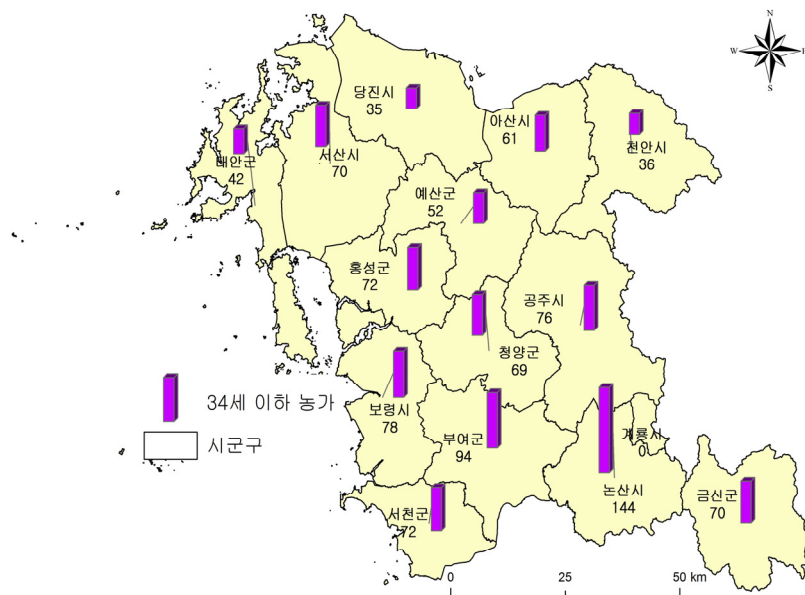 N
W
E
S
당진시
35
아산시
61
천안시
36
태안군
42
서산시
70
예산군
52
홍성군
72
공주시
76
청양군
69
34세 이하 농가
시군구
보령시
78
부여군
94
계룡시
0
논산시
144
금신군
70
서천군
72
0 25 50 km